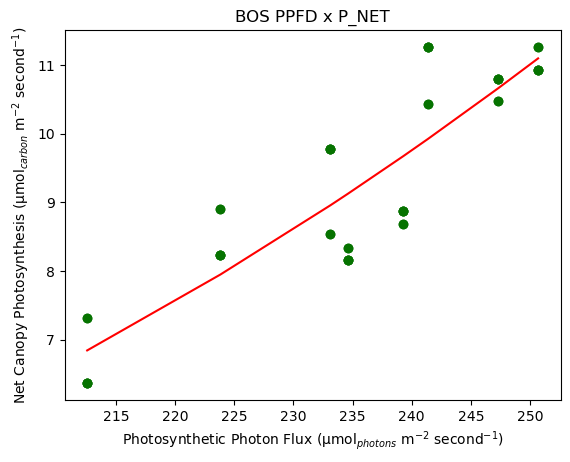 BOS PPFD x P_NET
Net Canopy Photosynthesis (μmol_carbon m⁻² second⁻¹)
11
10
9
8
7
215 220 225 230 235 240 245 250
Photosynthetic Photon Flux (μmol_photons m⁻² second⁻¹)